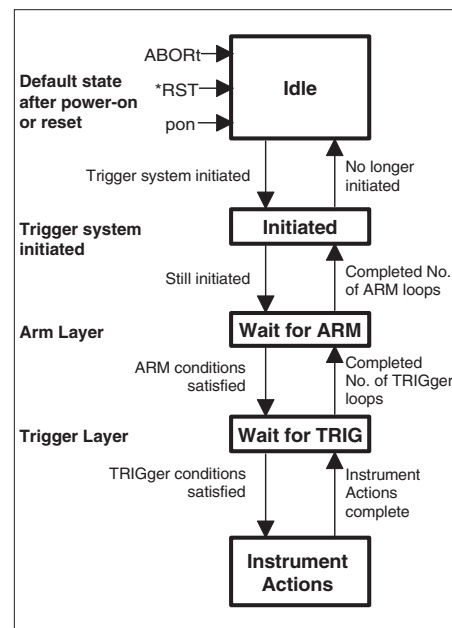 ABORt
*RST
pon
Default state
after power-on
or reset
Idle
Trigger system initiated
No longer
initiated
Trigger system
initiated
Initiated
Still initiated
Completed No.
of ARM loops
Arm Layer
Wait for ARM
ARM conditions
satisfied
Completed
No. of TRIGger
loops
Trigger Layer
Wait for TRIG
TRIGger conditions
satisfied
Instrument
Actions
complete
Instrument
Actions